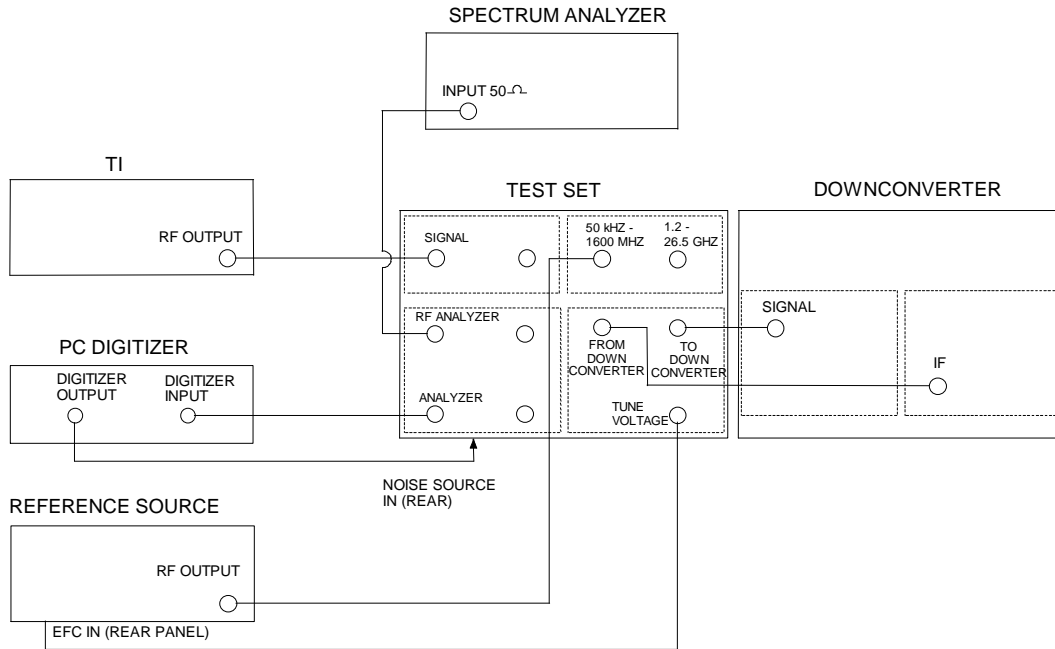 SPECTRUM ANALYZER
INPUT 50Ω
TI
RF OUTPUT
TEST SET
SIGNAL
50 kHZ -
1600 MHZ
1.2 -
26.5 GHZ
RF ANALYZER
FROM
DOWN
CONVERTER
TO
DOWN
CONVERTER
ANALYZER
TUNE
VOLTAGE
DOWNCONVERTER
SIGNAL
IF
PC DIGITIZER
DIGITIZER
OUTPUT
DIGITIZER
INPUT
NOISE SOURCE
IN (REAR)
REFERENCE SOURCE
RF OUTPUT
EFC IN (REAR PANEL)